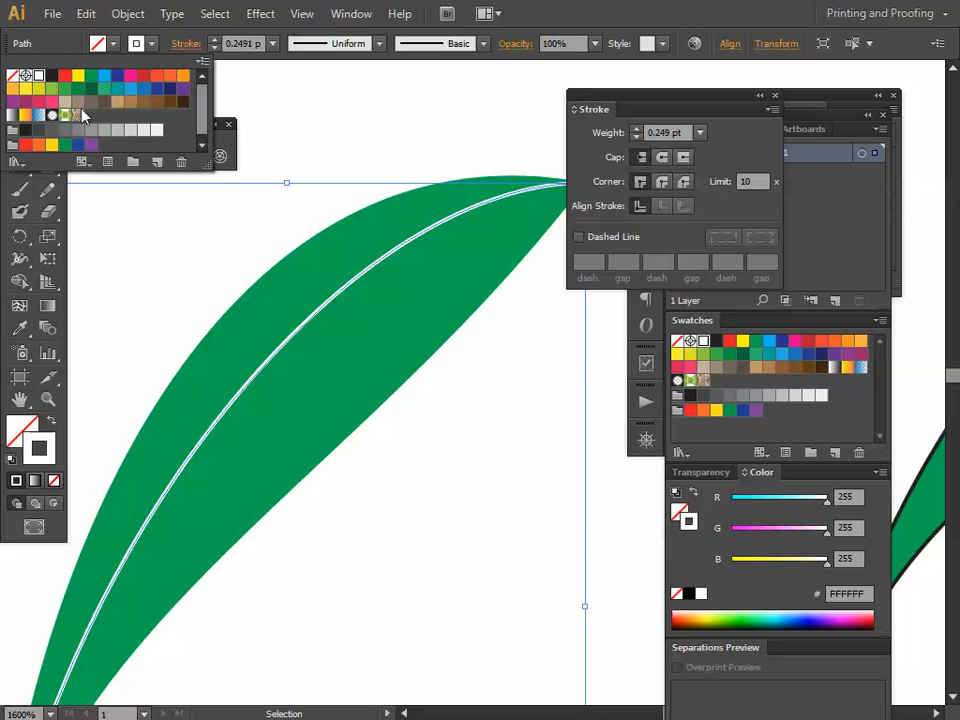 Ai File Edit Object Type Select Effect View Window Help Br Printing and Proofing
Path Stroke: 0.2491 p Uniform Basic Opacity: 100% Style: Align Transform
Stroke
Weight: 0.249 pt
Cap:
Corner: Limit: 10 x
Align Stroke:
Dashed Line
dash gap dash gap dash gap
Artboards
1
1 Layer
Swatches
Transparency Color
R 255
G 255
B 255
# FFFFFF
Separations Preview
Overprint Preview
1600% 1 Selection